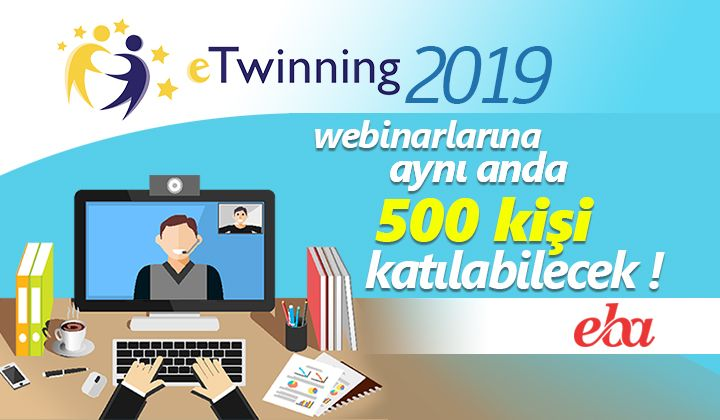 eTwinning 2019
webinarlarına
aynı anda
500 kişi
katılabilecek !
eba